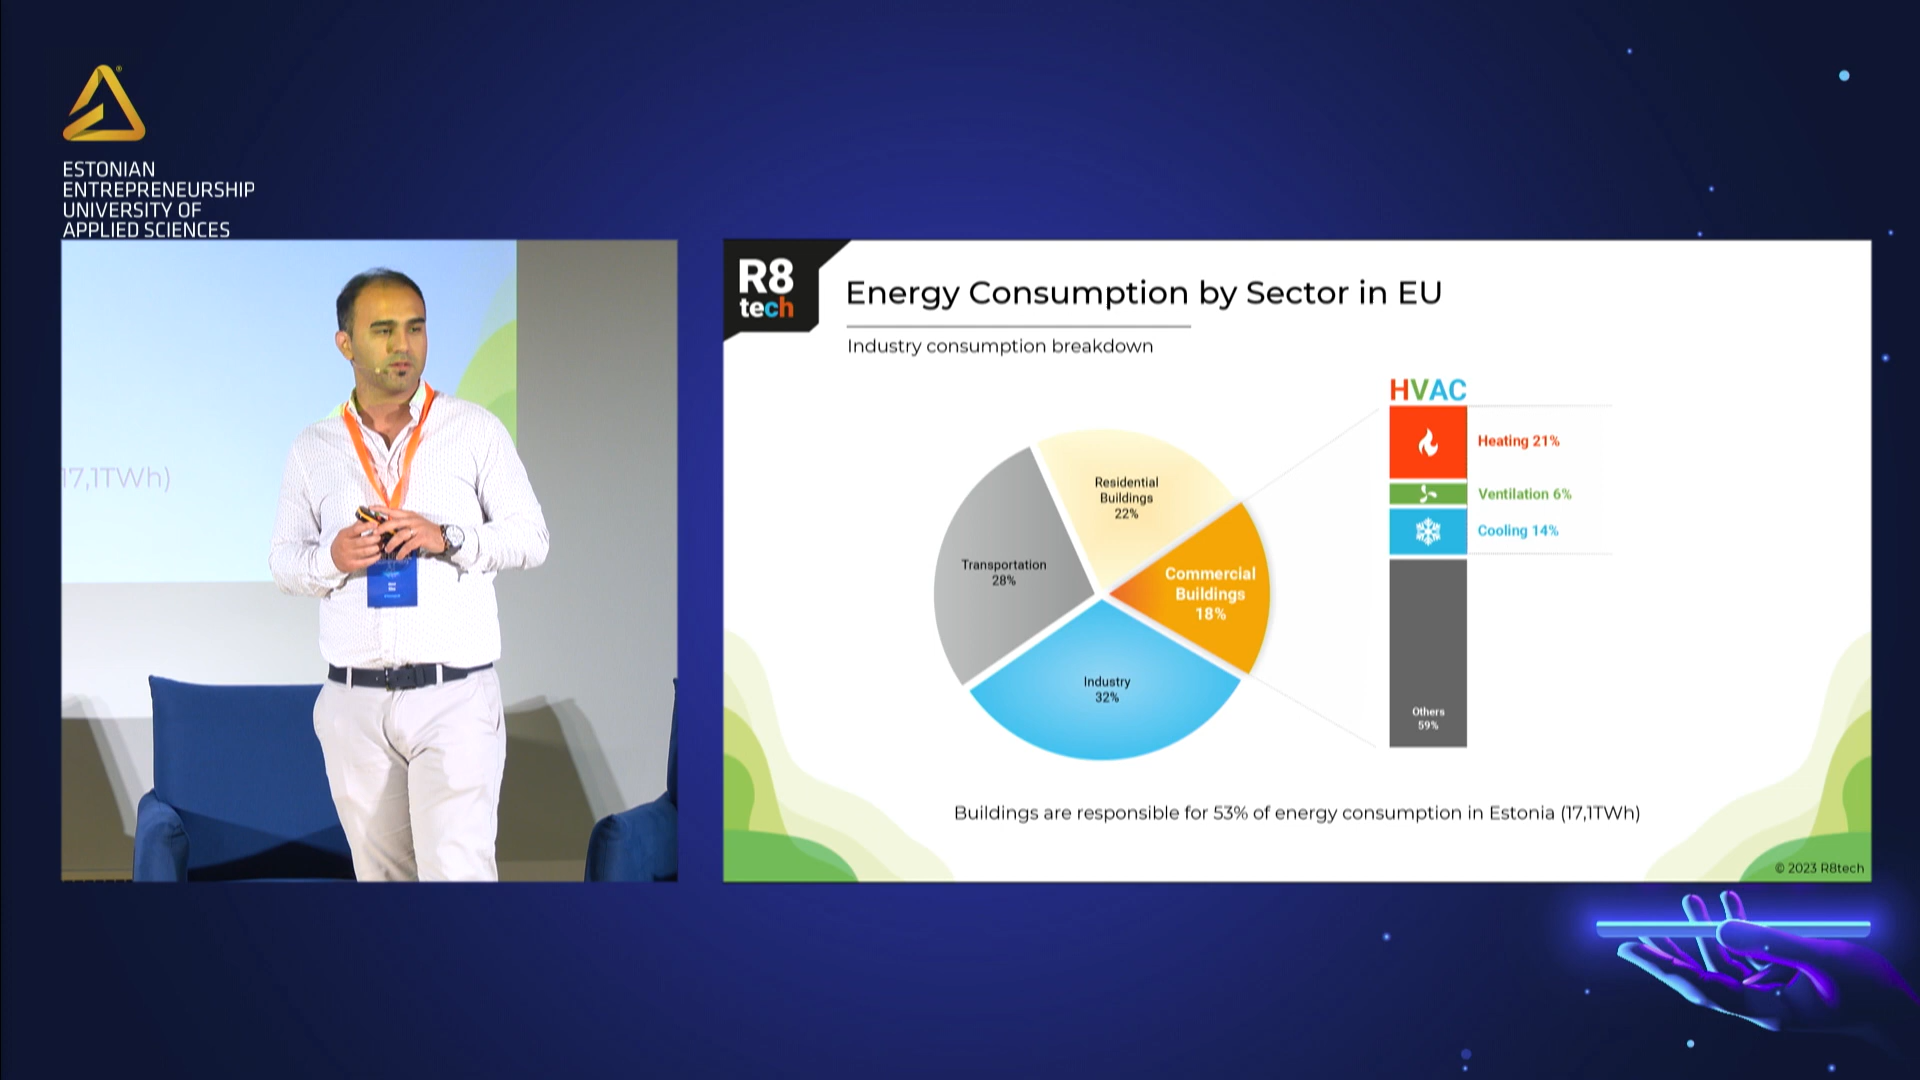 ESTONIAN
ENTREPRENEURSHIP
UNIVERSITY OF
APPLIED SCIENCES
17,1TWh)
R8
tech
Energy Consumption by Sector in EU
Industry consumption breakdown
HVAC
Heating 21%
Ventilation 6%
Cooling 14%
Others
59%
Residential
Buildings
22%
Transportation
28%
Commercial
Buildings
18%
Industry
32%
Buildings are responsible for 53% of energy consumption in Estonia (17,1TWh)
© 2023 R8tech